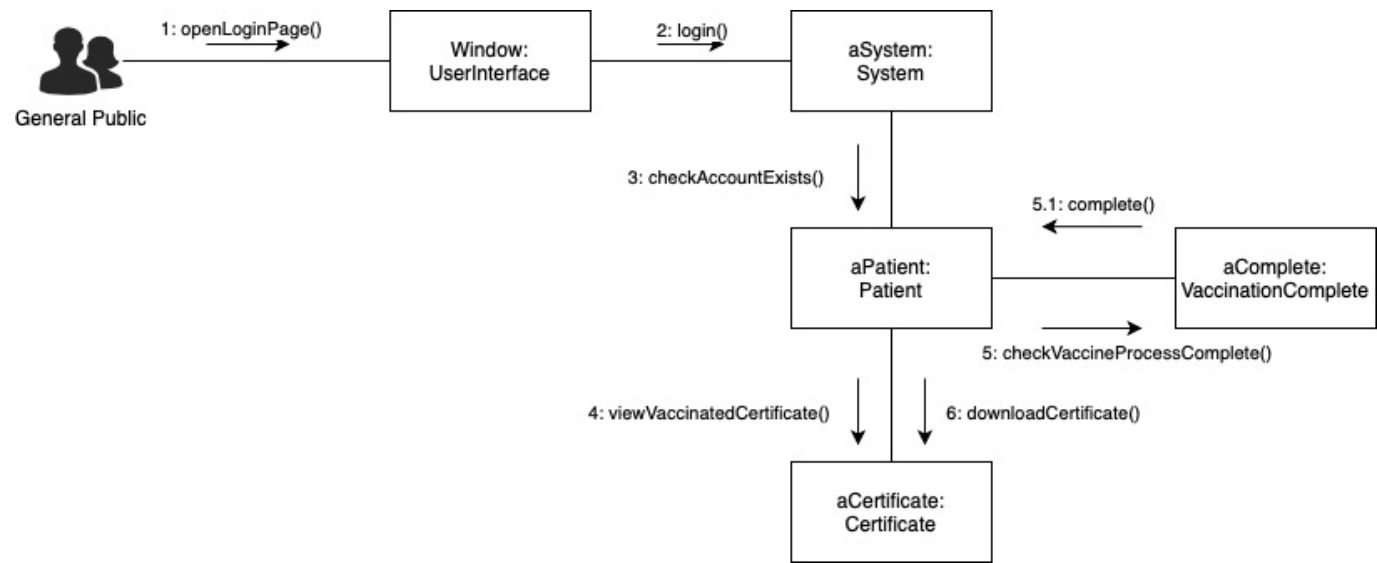 1: openLoginPage()
2: login()
Window:
UserInterface
aSystem:
System
General Public
3: checkAccountExists()
5.1: complete()
aPatient:
Patient
aComplete:
VaccinationComplete
5: checkVaccineProcessComplete()
4: viewVaccinatedCertificate()
6: downloadCertificate()
aCertificate:
Certificate